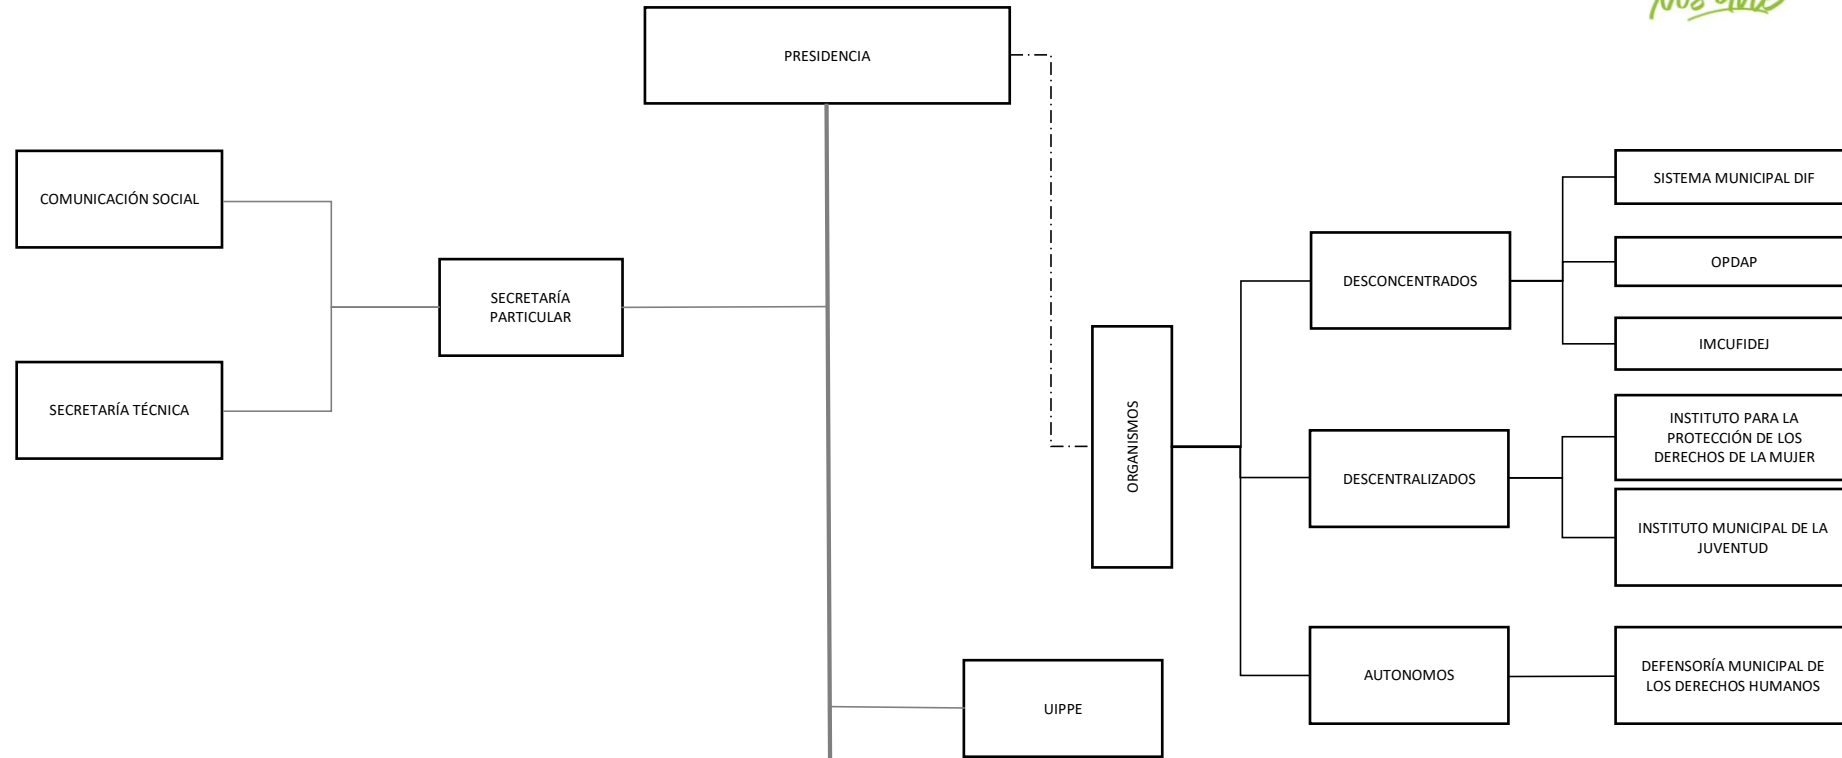 PRESIDENCIA
COMUNICACIÓN SOCIAL
SECRETARÍA
PARTICULAR
SECRETARÍA TÉCNICA
ORGANISMOS
DESCONCENTRADOS
SISTEMA MUNICIPAL DIF
OPDAP
IMCUFIDEJ
DESCENTRALIZADOS
INSTITUTO PARA LA
PROTECCIÓN DE LOS
DERECHOS DE LA MUJER
INSTITUTO MUNICIPAL DE LA
JUVENTUD
AUTONOMOS
DEFENSORÍA MUNICIPAL DE
LOS DERECHOS HUMANOS
UIPPE